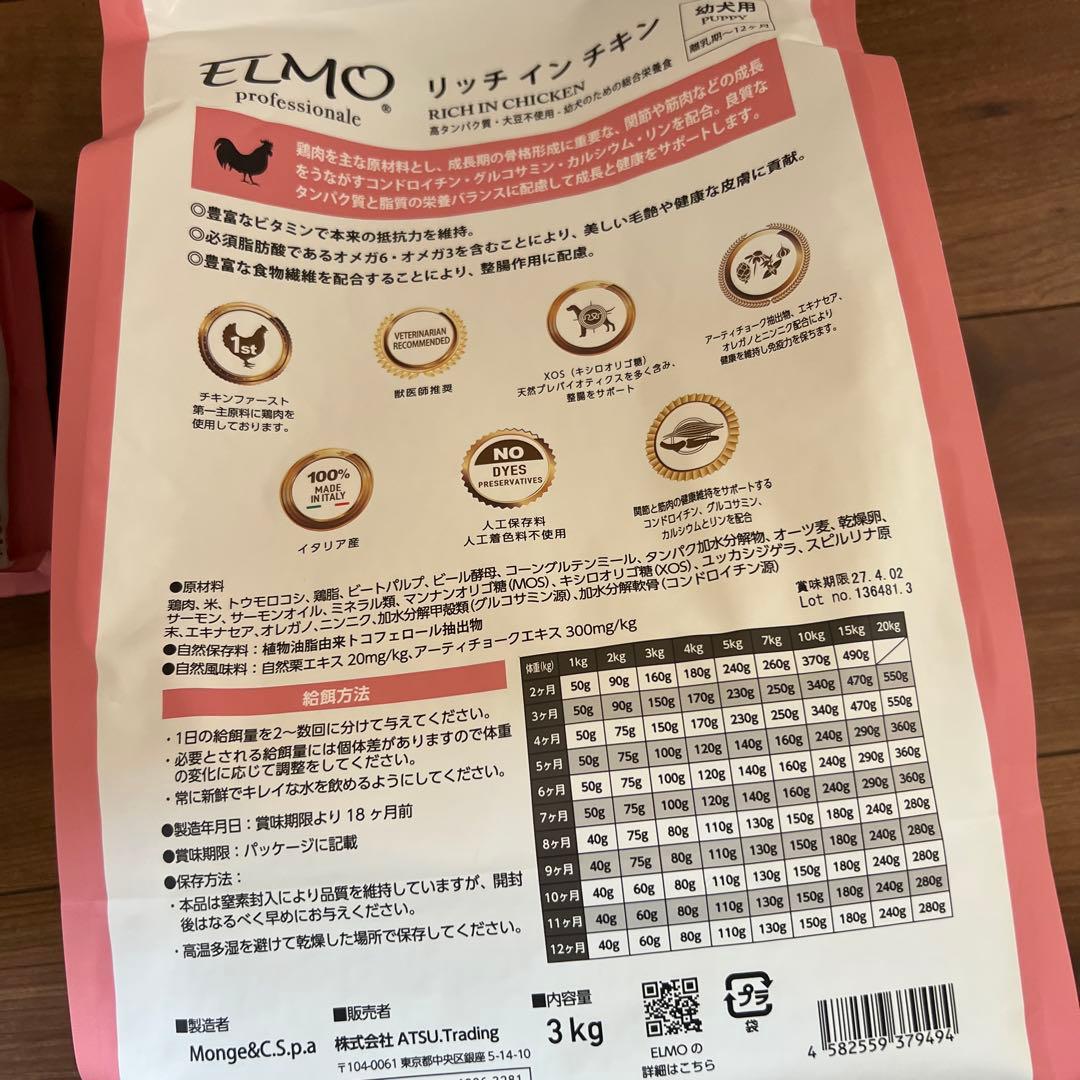 ELMO
professionale
®
リッチ イン チキン
RICH IN CHICKEN
高タンパク質・大豆不使用 - 幼犬のための総合栄養食
幼犬用
PUPPY
離乳期～12ヶ月
鶏肉を主な原材料とし、成長期の骨格形成に重要な、関節や筋肉などの成長
をうながすコンドロイチン・グルコサミン・カルシウム・リンを配合。良質な
タンパク質と脂質の栄養バランスに配慮して成長と健康をサポートします。
◎豊富なビタミンで本来の抵抗力を維持。
◎必須脂肪酸であるオメガ6・オメガ3を含むことにより、美しい毛艶や健康な皮膚に貢献。
◎豊富な食物繊維を配合することにより、整腸作用に配慮。
1st
チキンファースト
第一主原料に鶏肉を
使用しております。
VETERINARIAN
RECOMMENDED
獣医師推奨
XOS（キシロオリゴ糖）
天然プレバイオティクスを多く含み、
整腸をサポート
アーティチョーク抽出物、エキナセア、
オレガノとニンニク配合により
健康を維持し免疫力を保ちます。
100%
MADE
IN ITALY
イタリア産
NO
DYES
PRESERVATIVES
人工保存料
人工着色料不使用
関節と筋肉の健康維持をサポートする
コンドロイチン、グルコサミン、
カルシウムとリンを配合
●原材料
鶏肉、米、トウモロコシ、鶏脂、ビートパルプ、ビール酵母、コーングルテンミール、タンパク加水分解物、オーツ麦、乾燥卵、
サーモン、サーモンオイル、ミネラル類、マンナンオリゴ糖(MOS)、キシロオリゴ糖(XOS)、ユッカシジゲラ、スピルリナ原
末、エキナセア、オレガノ、ニンニク、加水分解甲殻類(グルコサミン源)、加水分解軟骨(コンドロイチン源)
●自然保存料：植物油脂由来トコフェロール抽出物
●自然風味料：自然栗エキス 20mg/kg、アーティチョークエキス 300mg/kg
賞味期限27.4.02
Lot no.136481.3
給餌方法
・1日の給餌量を2～数回に分けて与えてください。
・必要とされる給餌量には個体差がありますので体重
の変化に応じて調整をしてください。
・常に新鮮でキレイな水を飲めるようにしてください。
●製造年月日：賞味期限より 18 ヶ月前
●賞味期限：パッケージに記載
●保存方法：
・本品は窒素封入により品質を維持していますが、開封
後はなるべく早めにお与えください。
・高温多湿を避けて乾燥した場所で保存してください。
体重(kg) 1kg 2kg 3kg 4kg 5kg 7kg 10kg 15kg 20kg
2ヶ月 50g 90g 160g 180g 240g 260g 370g 490g
3ヶ月 50g 90g 150g 170g 230g 250g 340g 470g 550g
4ヶ月 50g 75g 150g 170g 230g 250g 340g 470g 550g
5ヶ月 50g 75g 100g 120g 140g 160g 240g 290g 360g
6ヶ月 50g 75g 100g 120g 140g 160g 240g 290g 360g
7ヶ月 50g 75g 100g 120g 140g 160g 240g 290g 360g
8ヶ月 40g 75g 80g 110g 130g 150g 180g 240g 280g
9ヶ月 40g 75g 80g 110g 130g 150g 180g 240g 280g
10ヶ月 40g 60g 80g 110g 130g 150g 180g 240g 280g
11ヶ月 40g 60g 80g 110g 130g 150g 180g 240g 280g
12ヶ月 40g 60g 80g 110g 130g 150g 180g 240g 280g
■製造者
Monge&C.S.p.a
■販売者
株式会社 ATSU.Trading
〒104-0061 東京都中央区銀座 5-14-10
■内容量
3 kg
ELMO の
詳細はこちら
プラ
袋
4 582559 379494